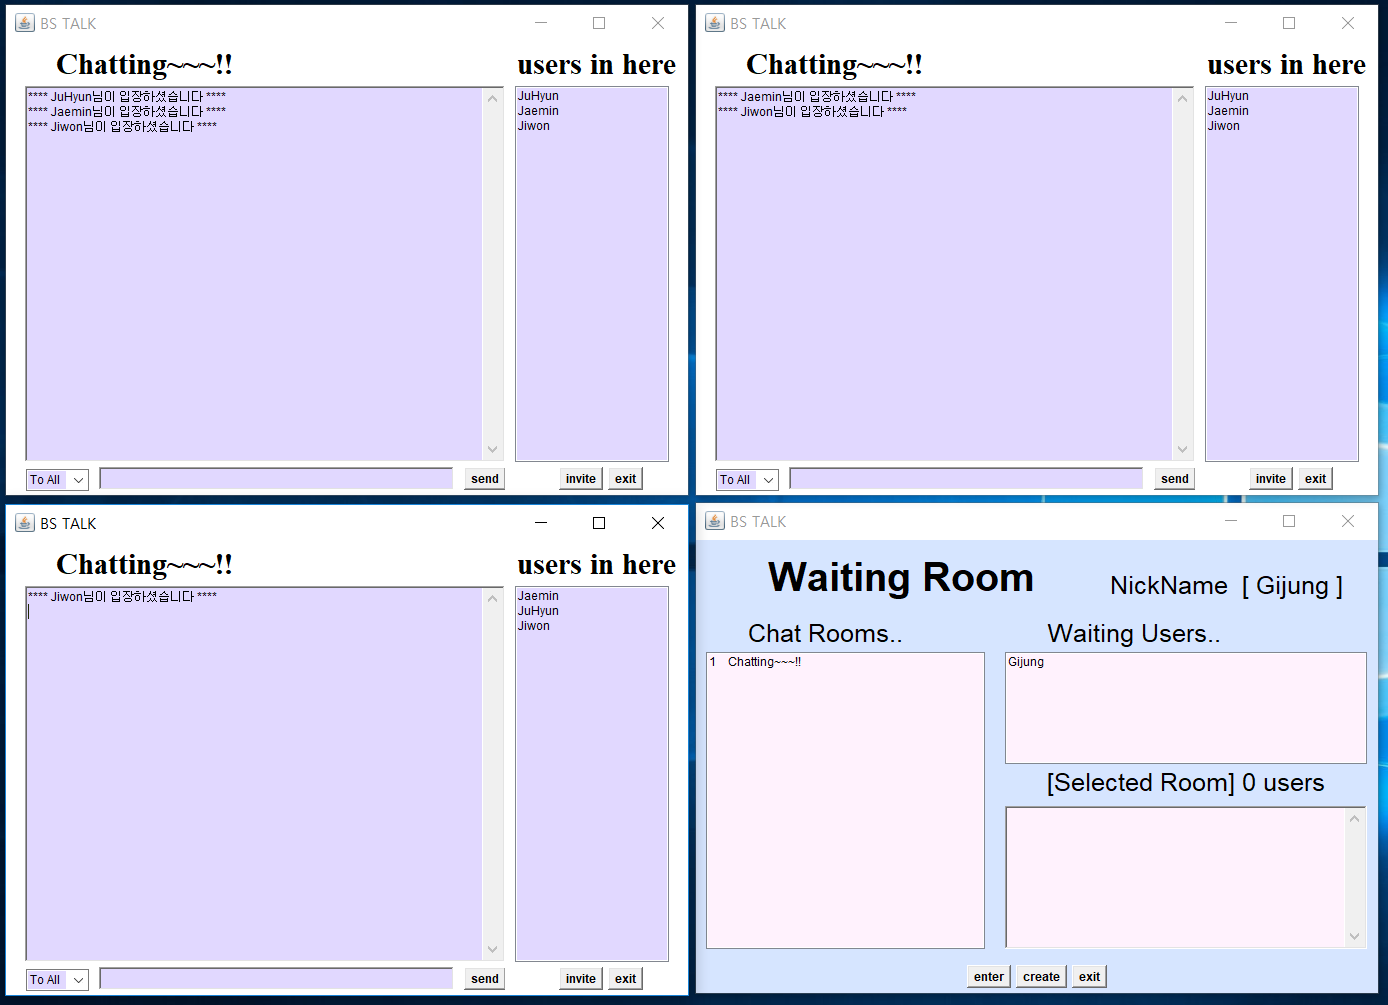 BS TALK
Chatting~~~!!
users in here
**** JuHyun님이 입장하셨습니다 ****
**** Jaemin님이 입장하셨습니다 ****
**** Jiwon님이 입장하셨습니다 ****
JuHyun
Jaemin
Jiwon
To All
send
invite
exit
BS TALK
Chatting~~~!!
users in here
**** Jaemin님이 입장하셨습니다 ****
**** Jiwon님이 입장하셨습니다 ****
JuHyun
Jaemin
Jiwon
To All
send
invite
exit
BS TALK
Chatting~~~!!
users in here
**** Jiwon님이 입장하셨습니다 ****
Jaemin
JuHyun
Jiwon
To All
send
invite
exit
BS TALK
Waiting Room
NickName [ Gijung ]
Chat Rooms..
Waiting Users..
1 Chatting~~~!!
Gijung
[Selected Room] 0 users
enter
create
exit